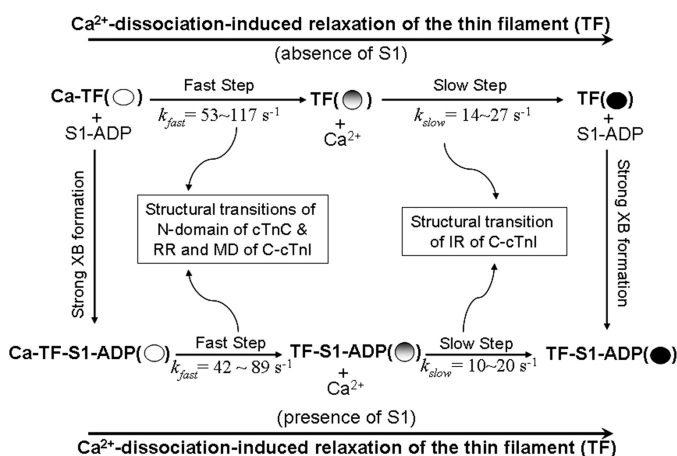 Ca2+-dissociation-induced relaxation of the thin filament (TF)
(absence of S1)
Fast Step
Slow Step
Ca-TF( )
TF( )
TF( )
kfast= 53~117 s-1
kslow= 14~27 s-1
+
S1-ADP
+
Ca2+
+
S1-ADP
Strong XB formation
Structural transitions of
N-domain of cTnC &
RR and MD of C-cTnI
Structural transition
of IR of C-cTnI
Strong XB formation
Fast Step
Slow Step
Ca-TF-S1-ADP( )
TF-S1-ADP( )
TF-S1-ADP( )
kfast= 42 ~ 89 s-1
kslow= 10~20 s-1
+
Ca2+
(presence of S1)
Ca2+-dissociation-induced relaxation of the thin filament (TF)